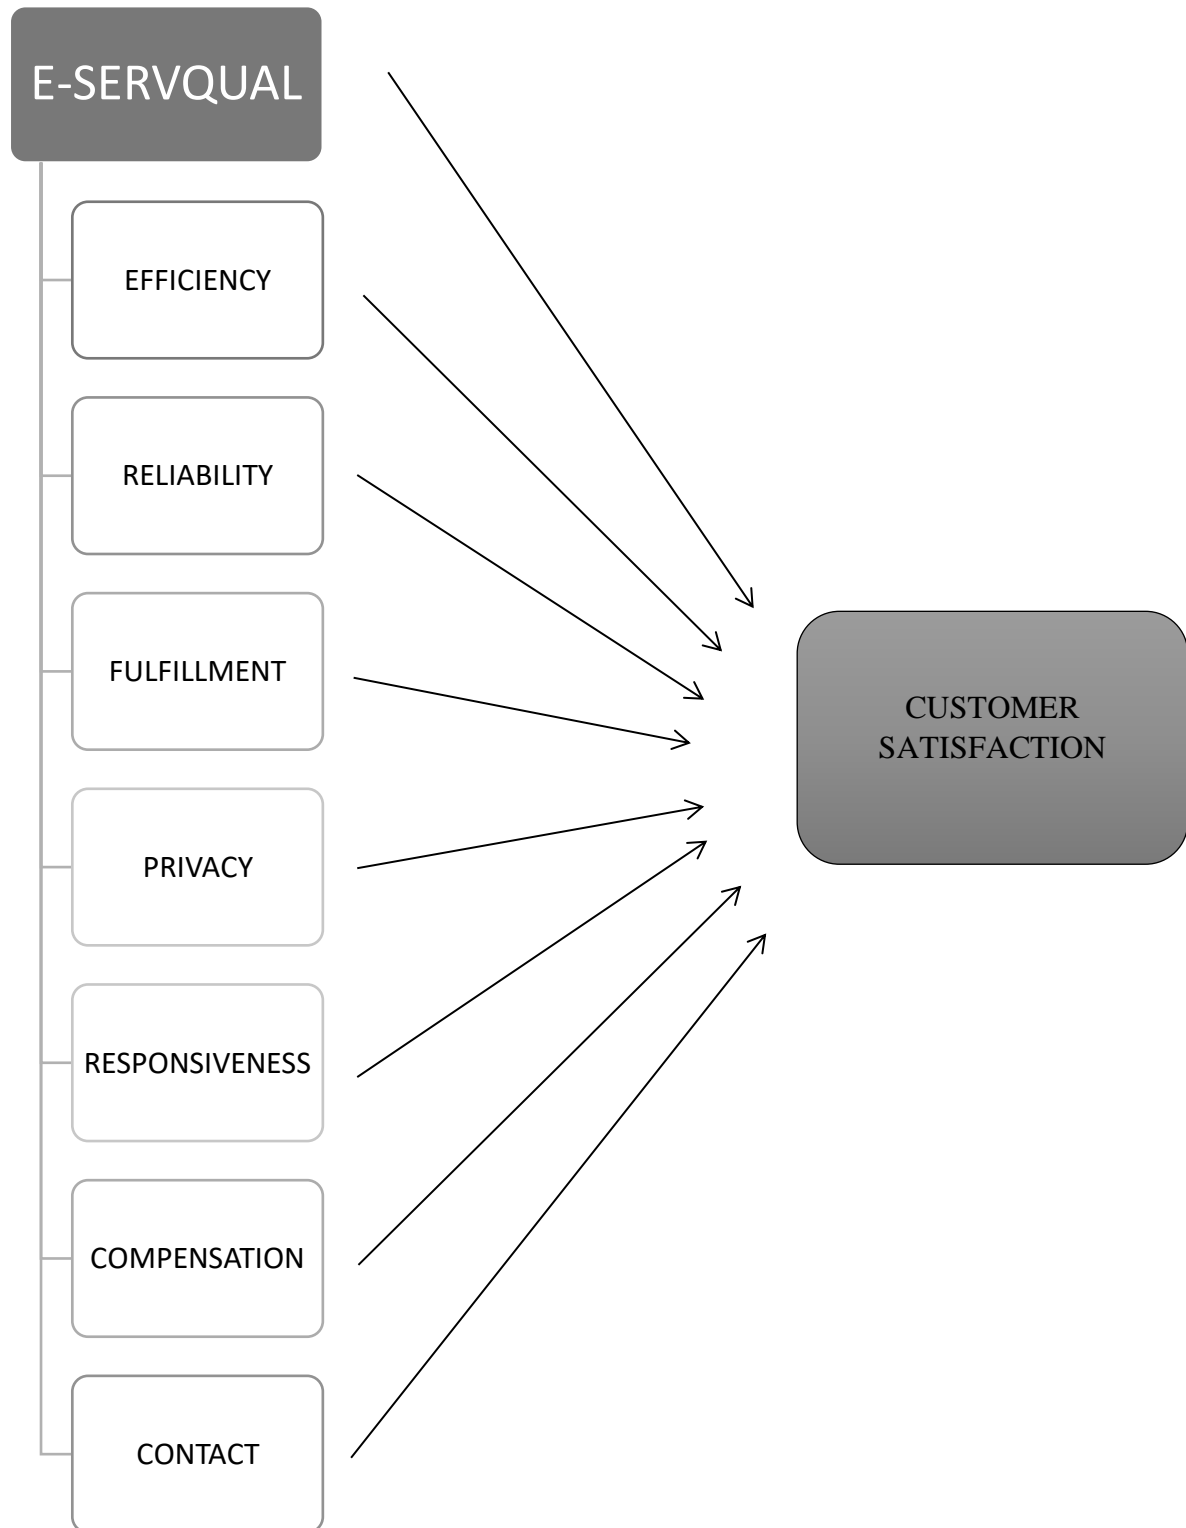 E-SERVQUAL
EFFICIENCY
RELIABILITY
FULFILLMENT
PRIVACY
RESPONSIVENESS
COMPENSATION
CONTACT
CUSTOMER
SATISFACTION